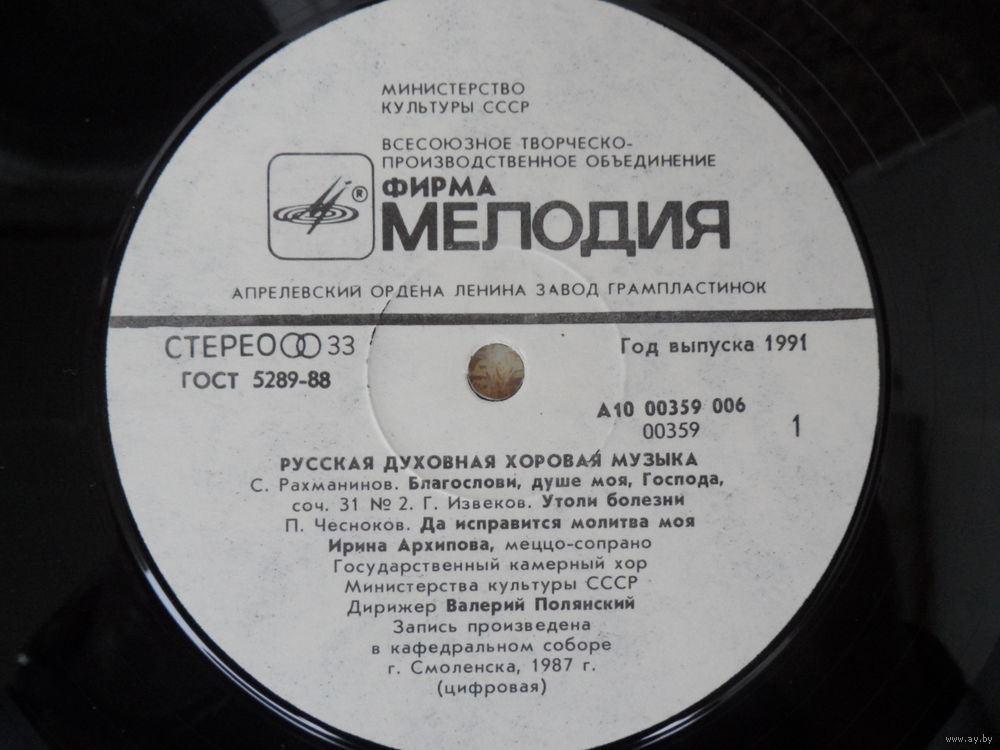 МИНИСТЕРСТВО
КУЛЬТУРЫ СССР
ВСЕСОЮЗНОЕ ТВОРЧЕСКО-
ПРОИЗВОДСТВЕННОЕ ОБЪЕДИНЕНИЕ
®
ФИРМА
МЕЛОДИЯ
АПРЕЛЕВСКИЙ ОРДЕНА ЛЕНИНА ЗАВОД ГРАМПЛАСТИНОК
СТЕРЕО 33
Год выпуска 1991
ГОСТ 5289-88
А10 00359 006
00359
1
РУССКАЯ ДУХОВНАЯ ХОРОВАЯ МУЗЫКА
С. Рахманинов. Благослови, душе моя, Господа,
соч. 31 № 2. Г. Извеков. Утоли болезни
П. Чесноков. Да исправится молитва моя
Ирина Архипова, меццо-сопрано
Государственный камерный хор
Министерства культуры СССР
Дирижер Валерий Полянский
Запись произведена
в кафедральном соборе
г. Смоленска, 1987 г.
(цифровая)
www.ay.by